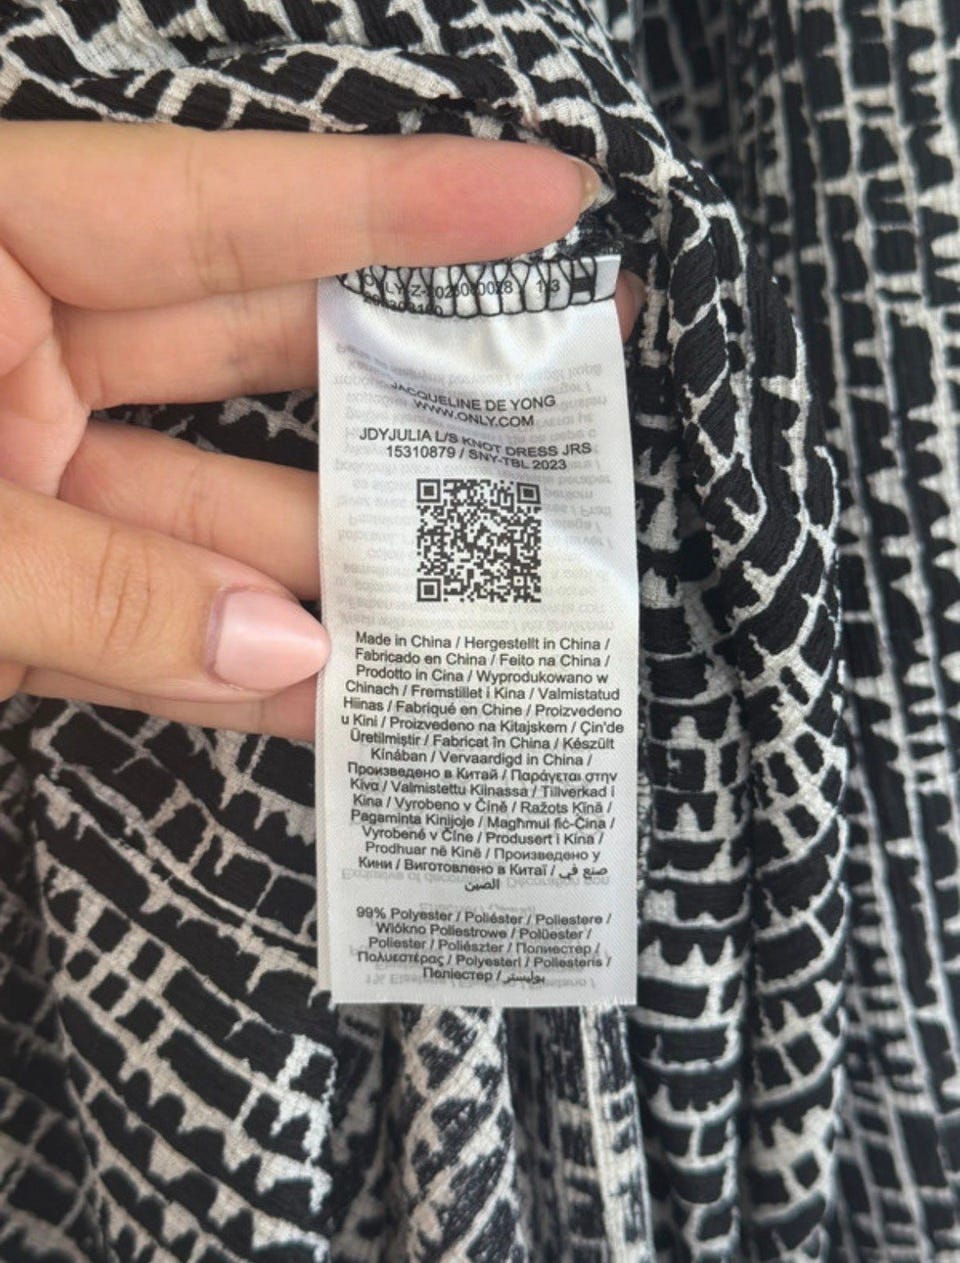 1/3
JACQUELINE DE YONG
WWW.ONLY.COM
JDYJULIA L/S KNOT DRESS JRS
15310879 / SNY-TBL 2023
Made in China / Hergestellt in China /
Fabricado en China / Feito na China /
Prodotto in Cina / Wyprodukowano w
Chinach / Fremstillet i Kina / Valmistatud
Hiinas / Fabriqué en Chine / Proizvedeno
u Kini / Proizvedeno na Kitajskem / Çin'de
Üretilmiştir / Fabricat în China / Készült
Kínában / Vervaardigd in China /
Произведено в Китай / Παράγεται στην
Κίνα / Valmistettu Kiinassa / Tillverkad i
Kina / Vyrobeno v Číně / Ražots Ķīnā /
Pagaminta Kinijoje / Magħmul fiċ-Ċina /
Vyrobené v Číne / Produsert i Kina /
Prodhuar në Kinë / Произведено у
Кини / Виготовлено в Китаї / صنع في
الصين
99% Polyester / Poliéster / Poliestere /
Włókno Poliestrowe / Polüester /
Poliester / Poliészter / Полиестер /
Πολυεστέρας / Polyesteri / Poliesteris /
Поліестер / بوليستر